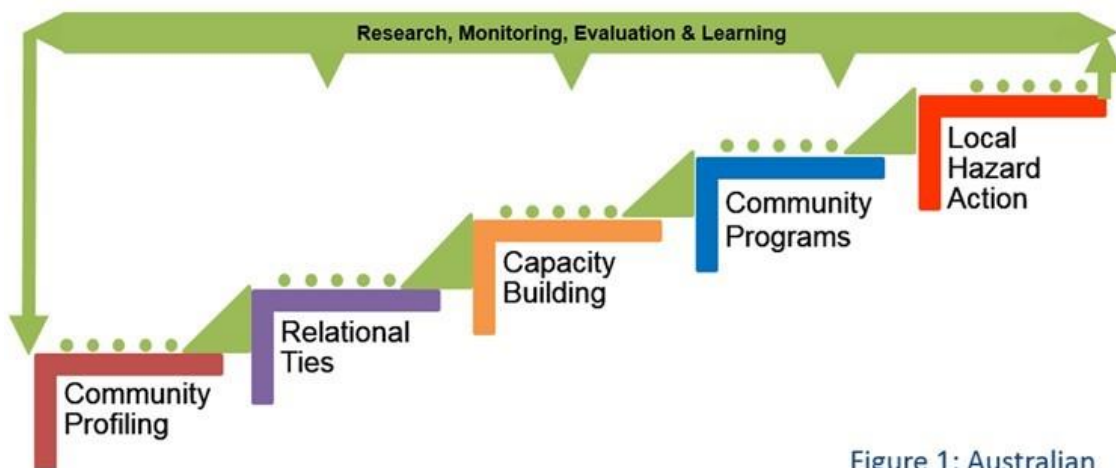 Research, Monitoring, Evaluation & Learning
Local
Hazard
Action
Community
Programs
Capacity
Building
Relational
Ties
Community
Profiling
Figure 1: Australian